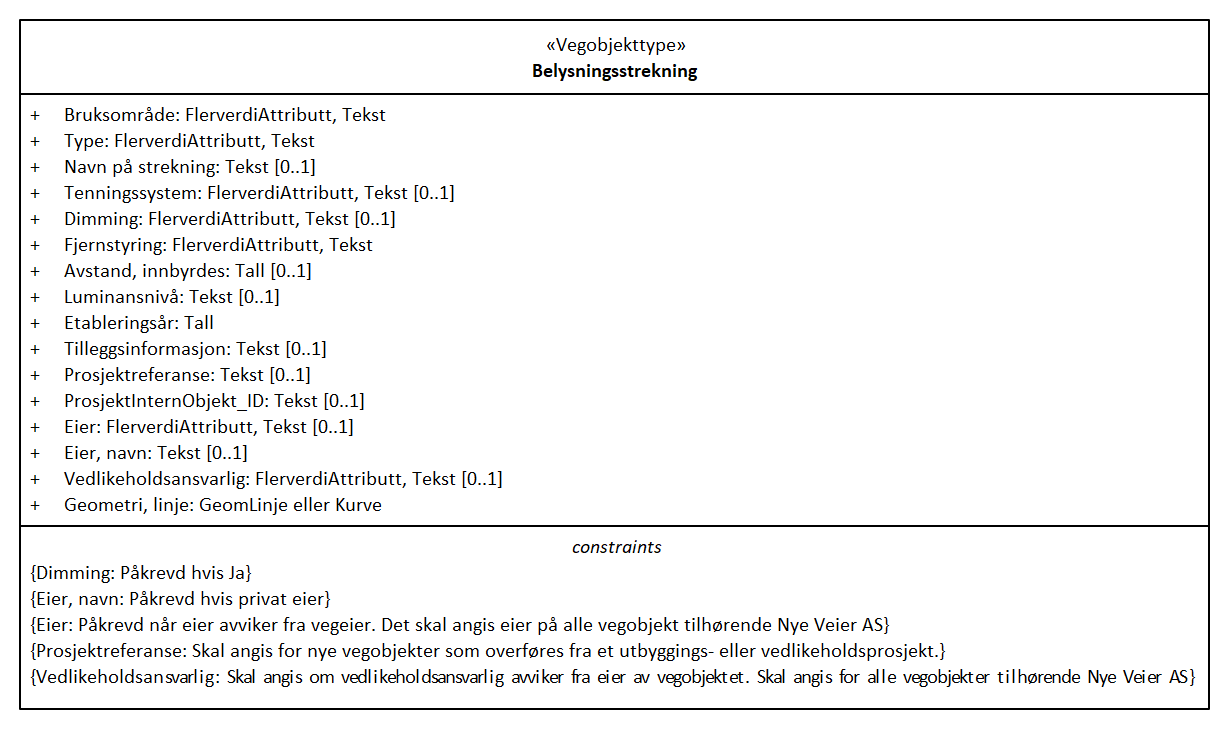 «Vegobjekttype»
Belysningsstrekning
+ Bruksområde: FlerverdiAttributt, Tekst
+ Type: FlerverdiAttributt, Tekst
+ Navn på strekning: Tekst [0..1]
+ Tenningssystem: FlerverdiAttributt, Tekst [0..1]
+ Dimming: FlerverdiAttributt, Tekst [0..1]
+ Fjernstyring: FlerverdiAttributt, Tekst
+ Avstand, innbyrdes: Tall [0..1]
+ Luminansnivå: Tekst [0..1]
+ Etableringsår: Tall
+ Tilleggsinformasjon: Tekst [0..1]
+ Prosjektreferanse: Tekst [0..1]
+ ProsjektInternObjekt_ID: Tekst [0..1]
+ Eier: FlerverdiAttributt, Tekst [0..1]
+ Eier, navn: Tekst [0..1]
+ Vedlikeholdsansvarlig: FlerverdiAttributt, Tekst [0..1]
+ Geometri, linje: GeomLinje eller Kurve
constraints
{Dimming: Påkrevd hvis Ja}
{Eier, navn: Påkrevd hvis privat eier}
{Eier: Påkrevd når eier avviker fra vegeier. Det skal angis eier på alle vegobjekt tilhørende Nye Veier AS}
{Prosjektreferanse: Skal angis for nye vegobjekter som overføres fra et utbyggings- eller vedlikeholdsprosjekt.}
{Vedlikeholdsansvarlig: Skal angis om vedlikeholdsansvarlig avviker fra eier av vegobjektet. Skal angis for alle vegobjekter tilhørende Nye Veier AS}